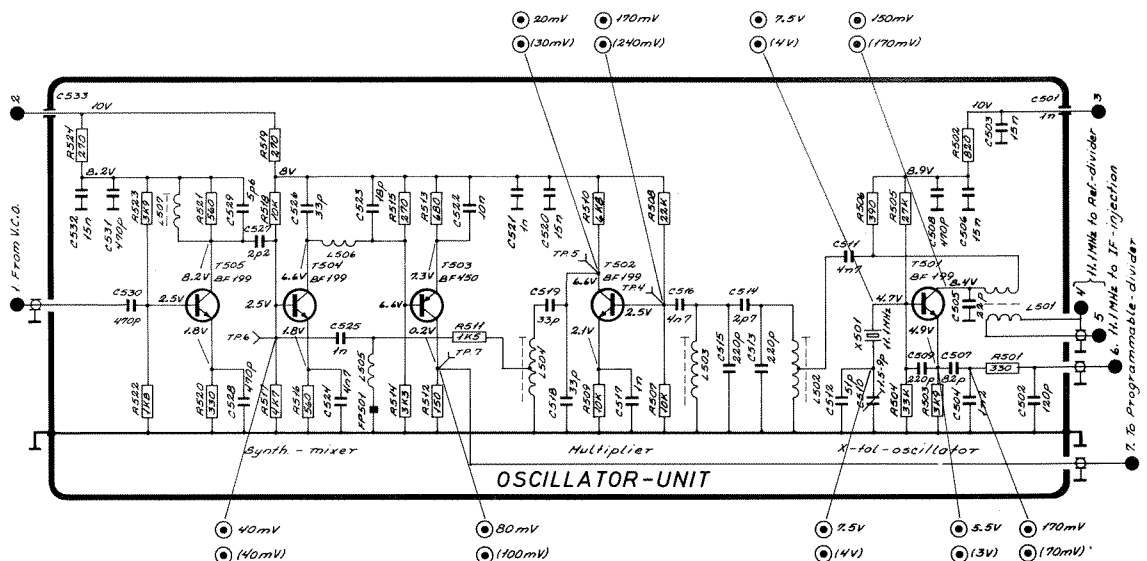 20mV
170mV
7.5V
150mV
(30mV)
(240mV)
(4V)
(170mV)
2
C533
10V
10V
C501
1n
3
R524
270
R519
270
R502
820
C503
15n
8.2V
8V
8.9V
C532
15n
C531
470p
R523
3K9
L507
R521
560
C529
5p6
R518
10K
C526
33p
C523
18p
R515
270
R513
680
C522
10n
C521
1n
C520
15n
R510
6K8
R508
22K
R506
390
R505
27K
C508
470p
C506
15n
C527
2p2
L506
TP.5
C511
4n7
8.2V
T505
BF199
6.6V
T504
BF199
7.3V
T503
BF450
T502
BF199
6.6V
TP.4
T501
BF199
8.4V
1. From V.C.O.
C530
470p
2.5V
2.5V
6.6V
C519
33p
2.5V
C516
4n7
C514
2p7
4.7V
C505
22p
L501
4
11.1MHz to Ref-divider
5
1.8V
1.8V
0.2V
R511
1K5
2.1V
X501
11.1MHz
4.9V
TP.6
C525
1n
TP.7
L504
L503
C515
220p
C513
220p
L502
C509
220p
C507
82p
R501
330
6. 11.1MHz to IF-injection
R522
1K8
R520
330
C528
470p
R517
4K7
R516
560
C524
4n7
L505
FP501
R514
3K3
R512
150
C518
33p
R509
10K
C517
1n
R507
10K
C512
51p
C510
1.5-9p
R504
33K
R503
3K9
C504
1n2
C502
120p
Synth.-mixer
Multiplier
X-tal-oscillator
7. To Programmable-divider
OSCILLATOR-UNIT
40mV
80mV
7.5V
5.5V
170mV
(40mV)
(100mV)
(4V)
(3V)
(70mV)